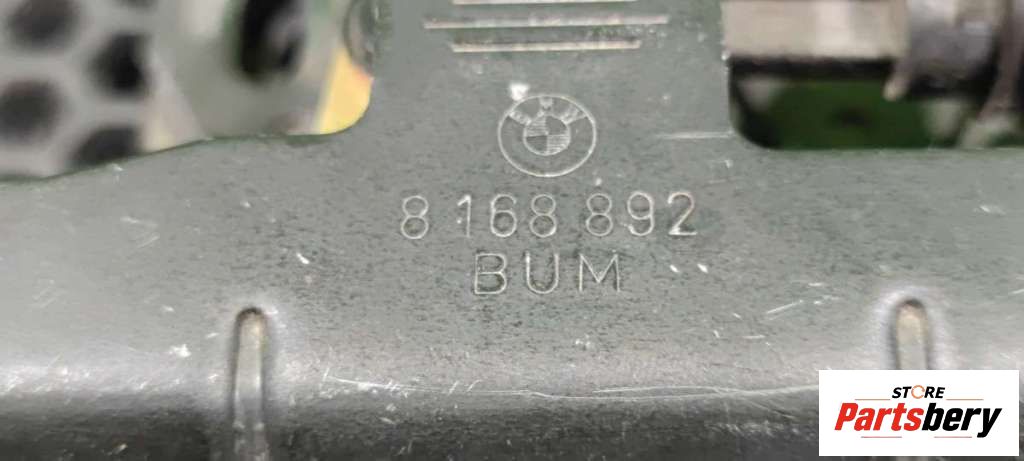 8 168 892
BUM
STORE
Partsbery